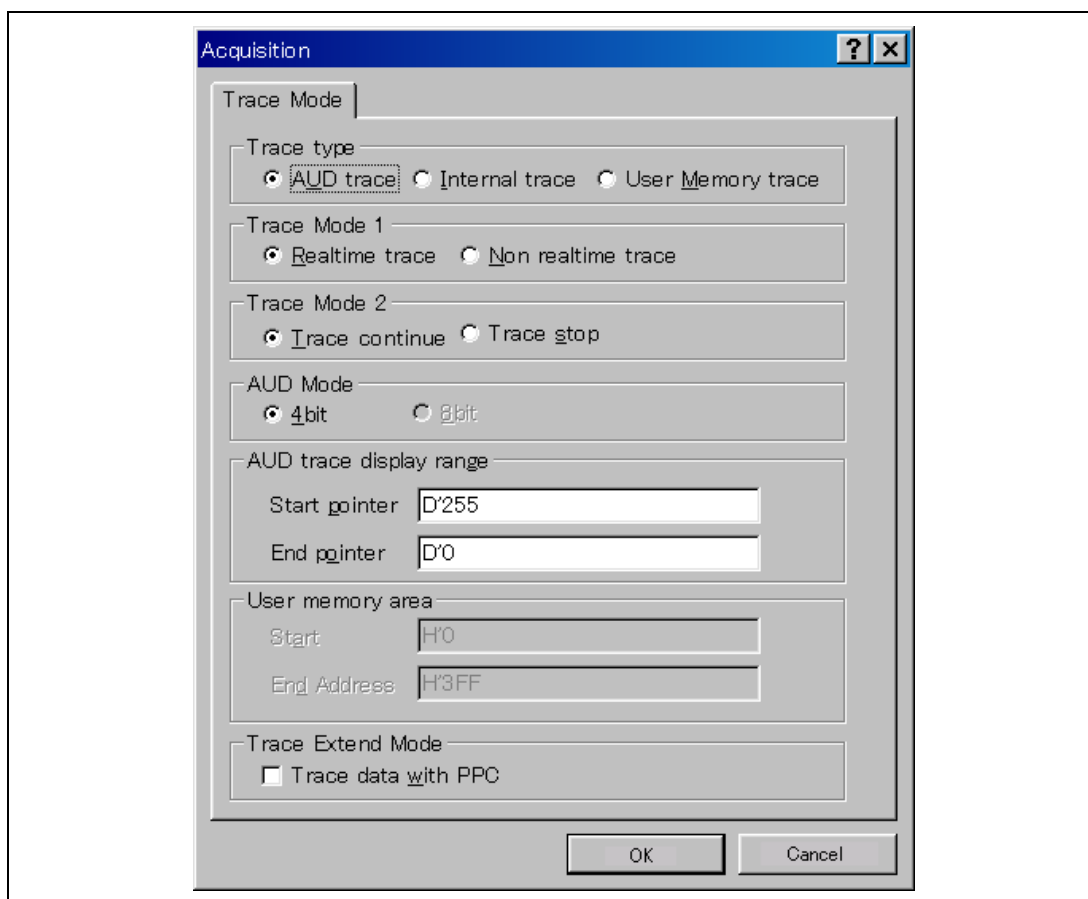 Acquisition
Trace Mode
Trace type
AUD trace Internal trace User Memory trace
Trace Mode 1
Realtime trace Non realtime trace
Trace Mode 2
Trace continue Trace stop
AUD Mode
4bit 8bit
AUD trace display range
Start pointer D'255
End pointer D'0
User memory area
Start H'0
End Address H'3FF
Trace Extend Mode
Trace data with PPC
OK Cancel